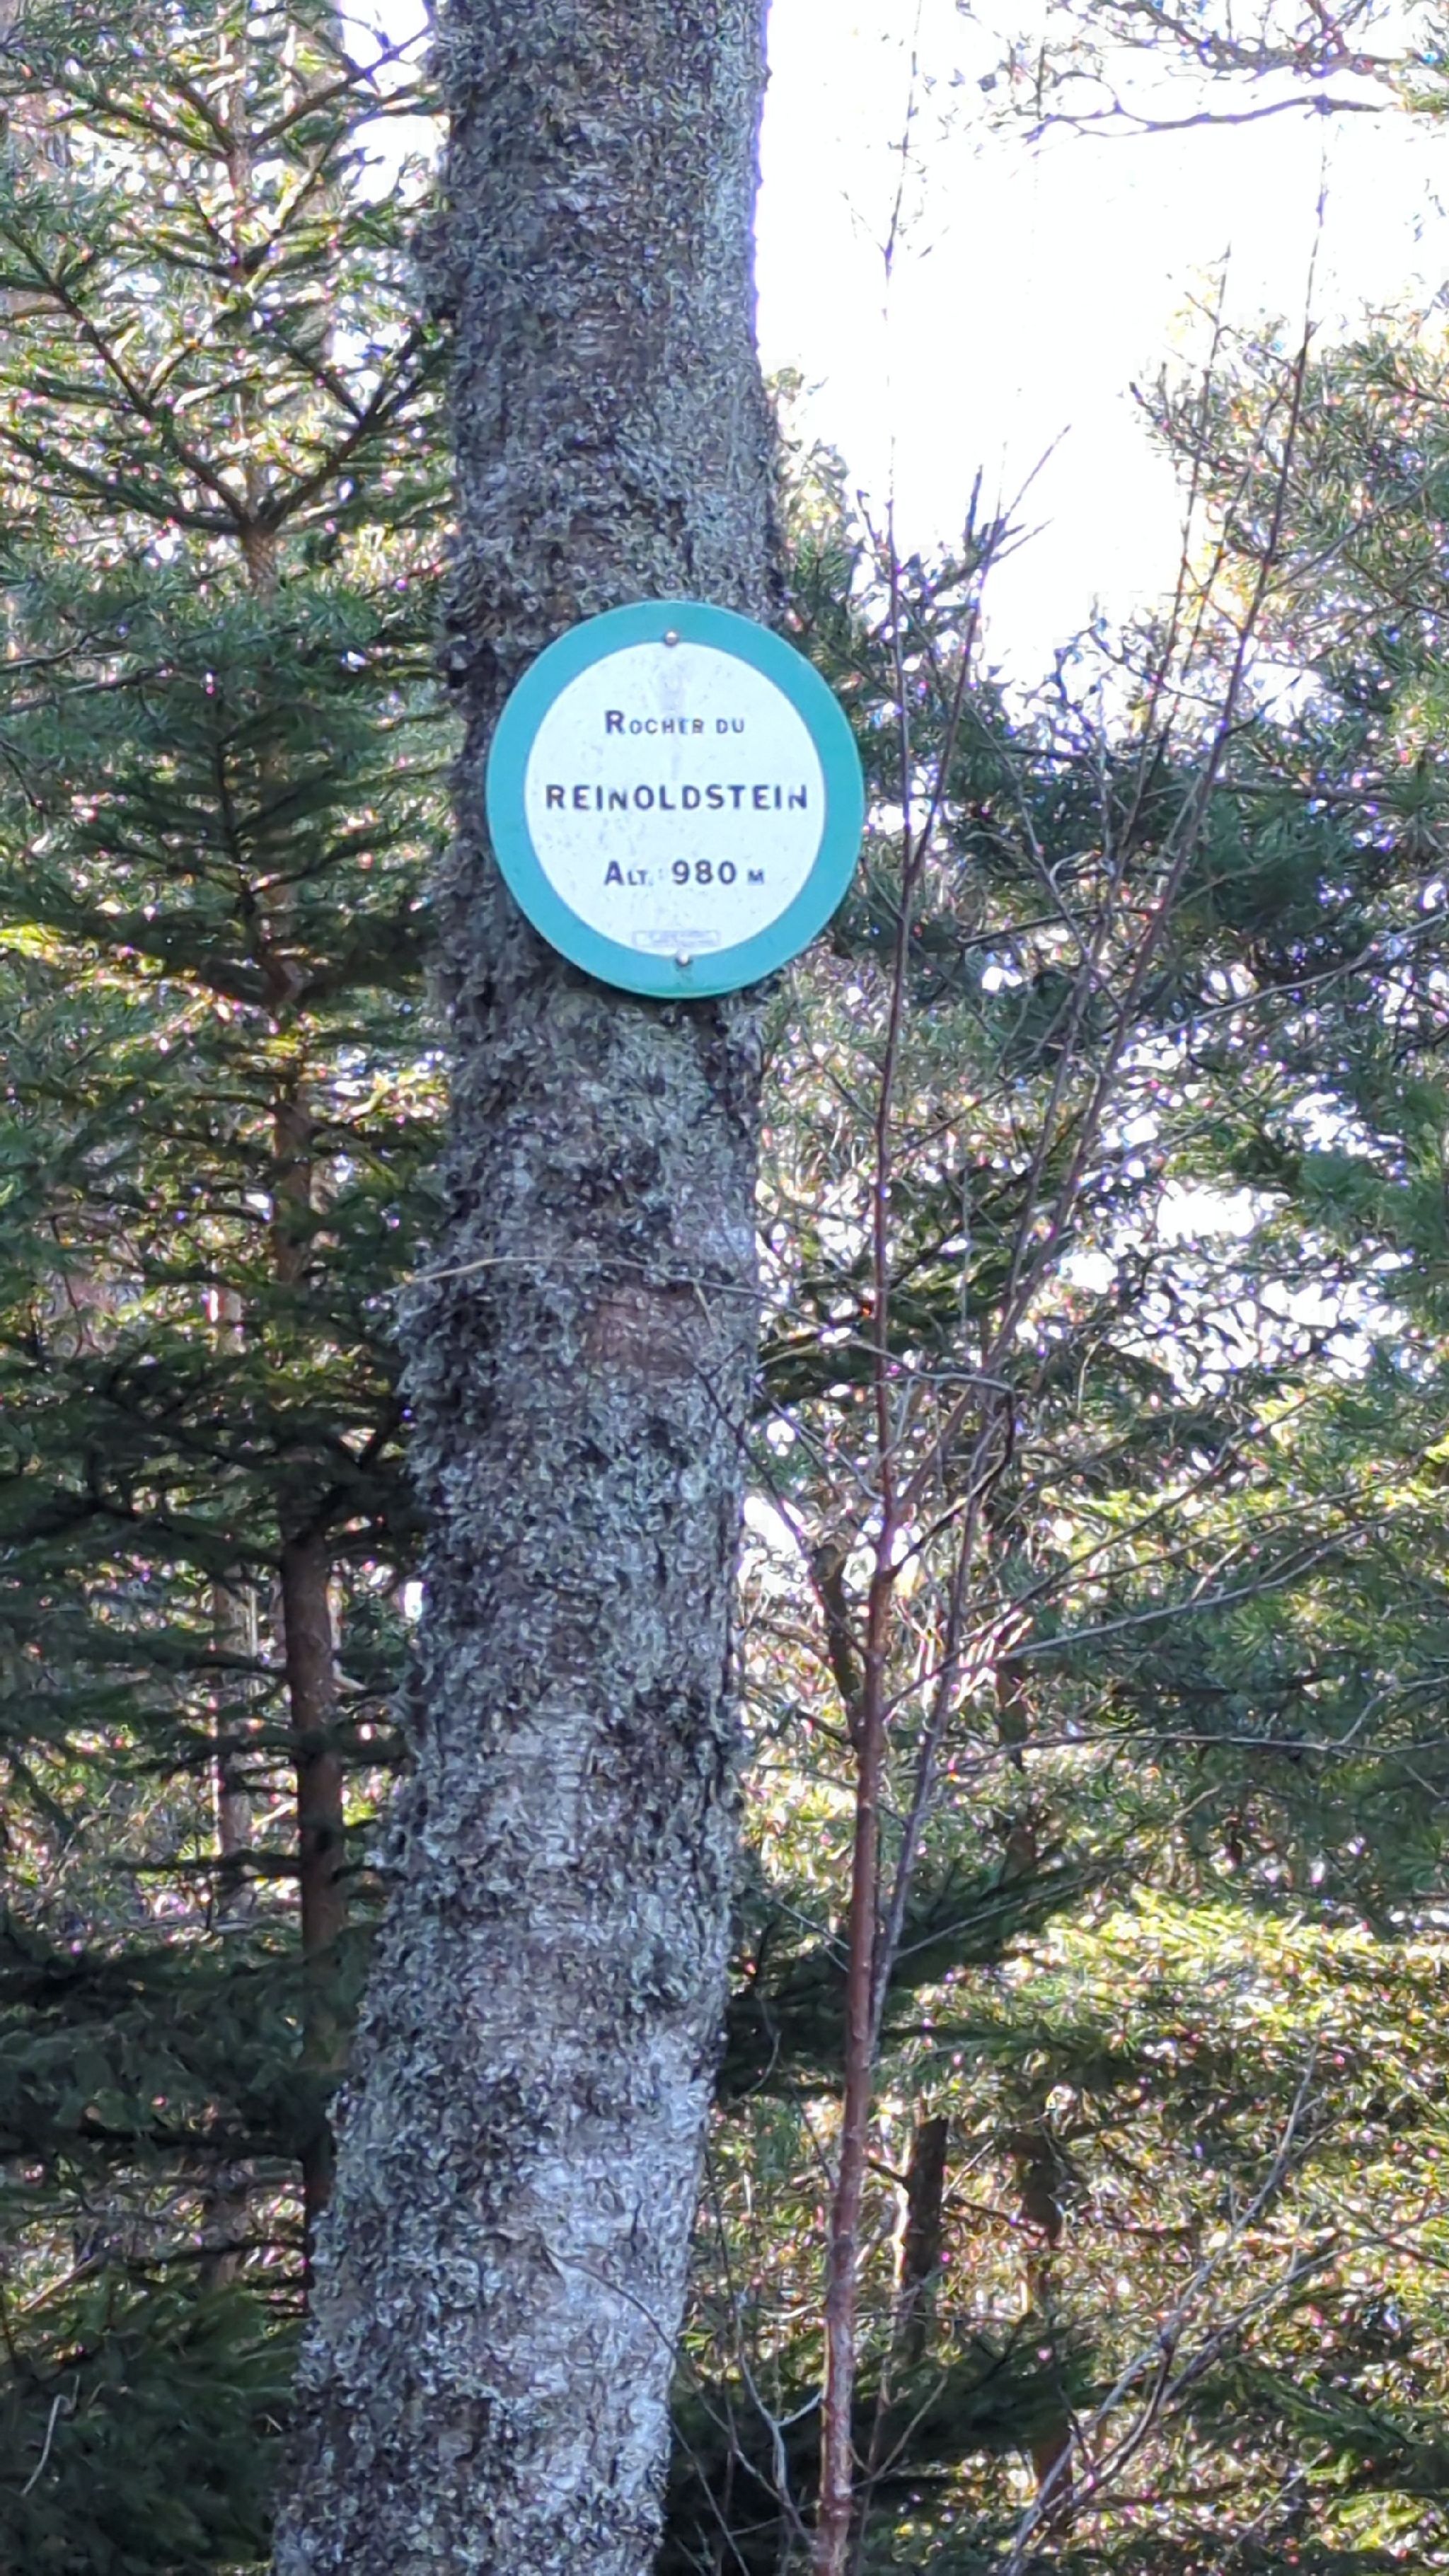 ROCHER DU
REINOLDSTEIN
ALT. : 980 M